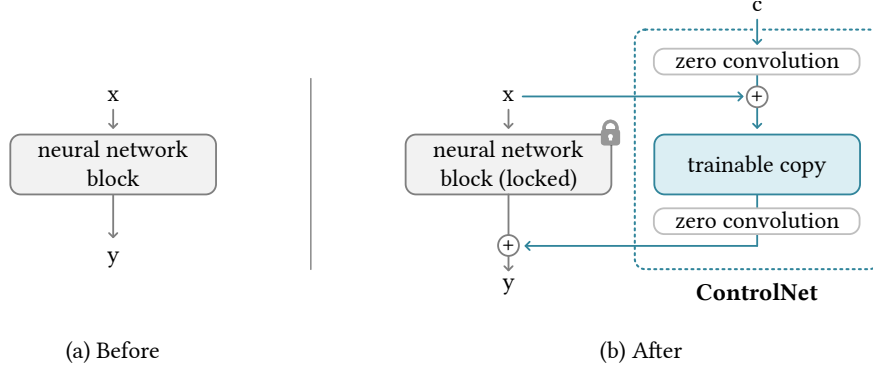 x
neural network
block
y
(a) Before
c
zero convolution
x
+
neural network
block (locked)
trainable copy
zero convolution
+
y
ControlNet
(b) After